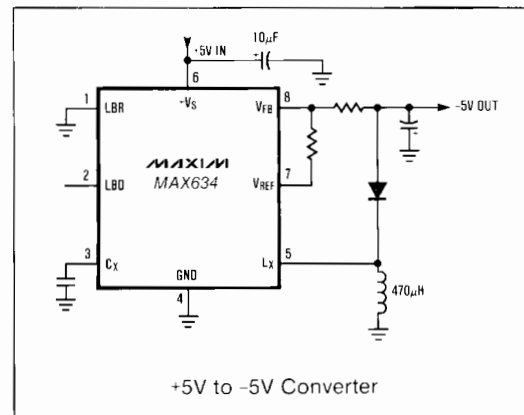 +5V IN
10µF
6
+VS
1
LBR
VFB
8
-5V OUT
MAXIM
MAX634
2
LBD
VREF
7
3
CX
GND
4
LX
5
470µH
+5V to -5V Converter